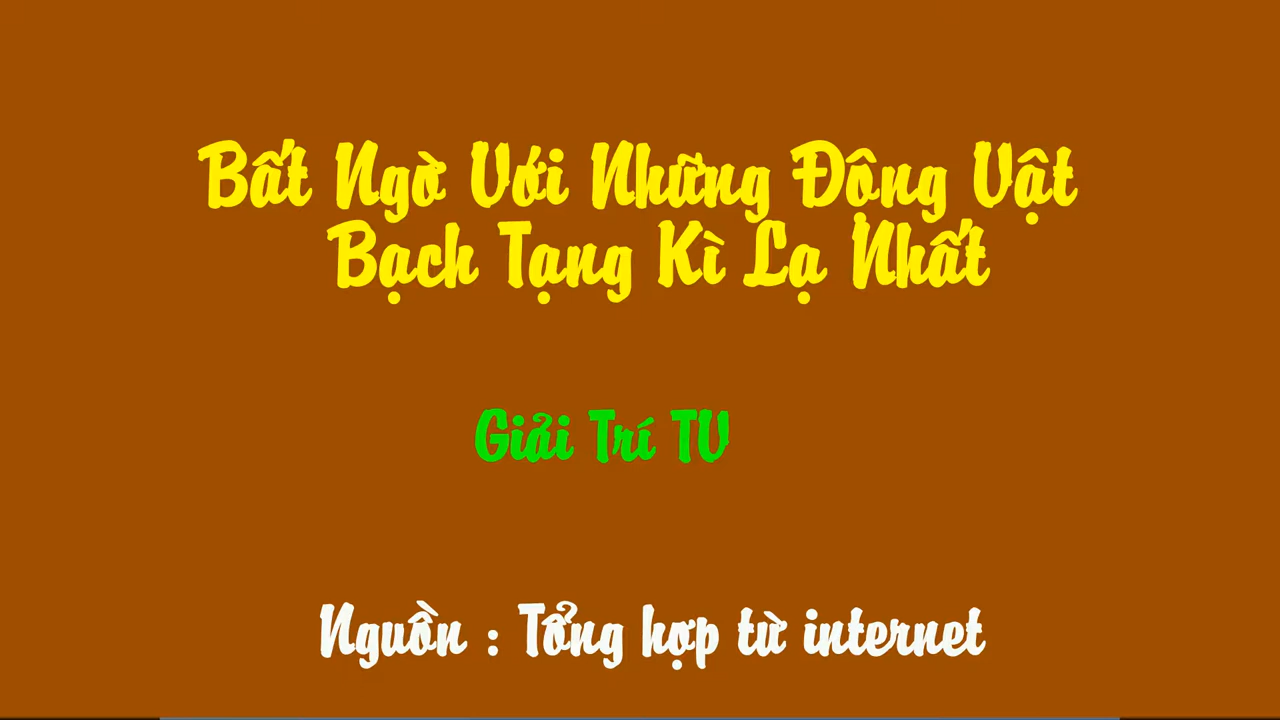 Bất Ngờ Với Những Động Vật
Bạch Tạng Kì Lạ Nhất
Giải Trí TV
Nguồn : Tổng hợp từ internet